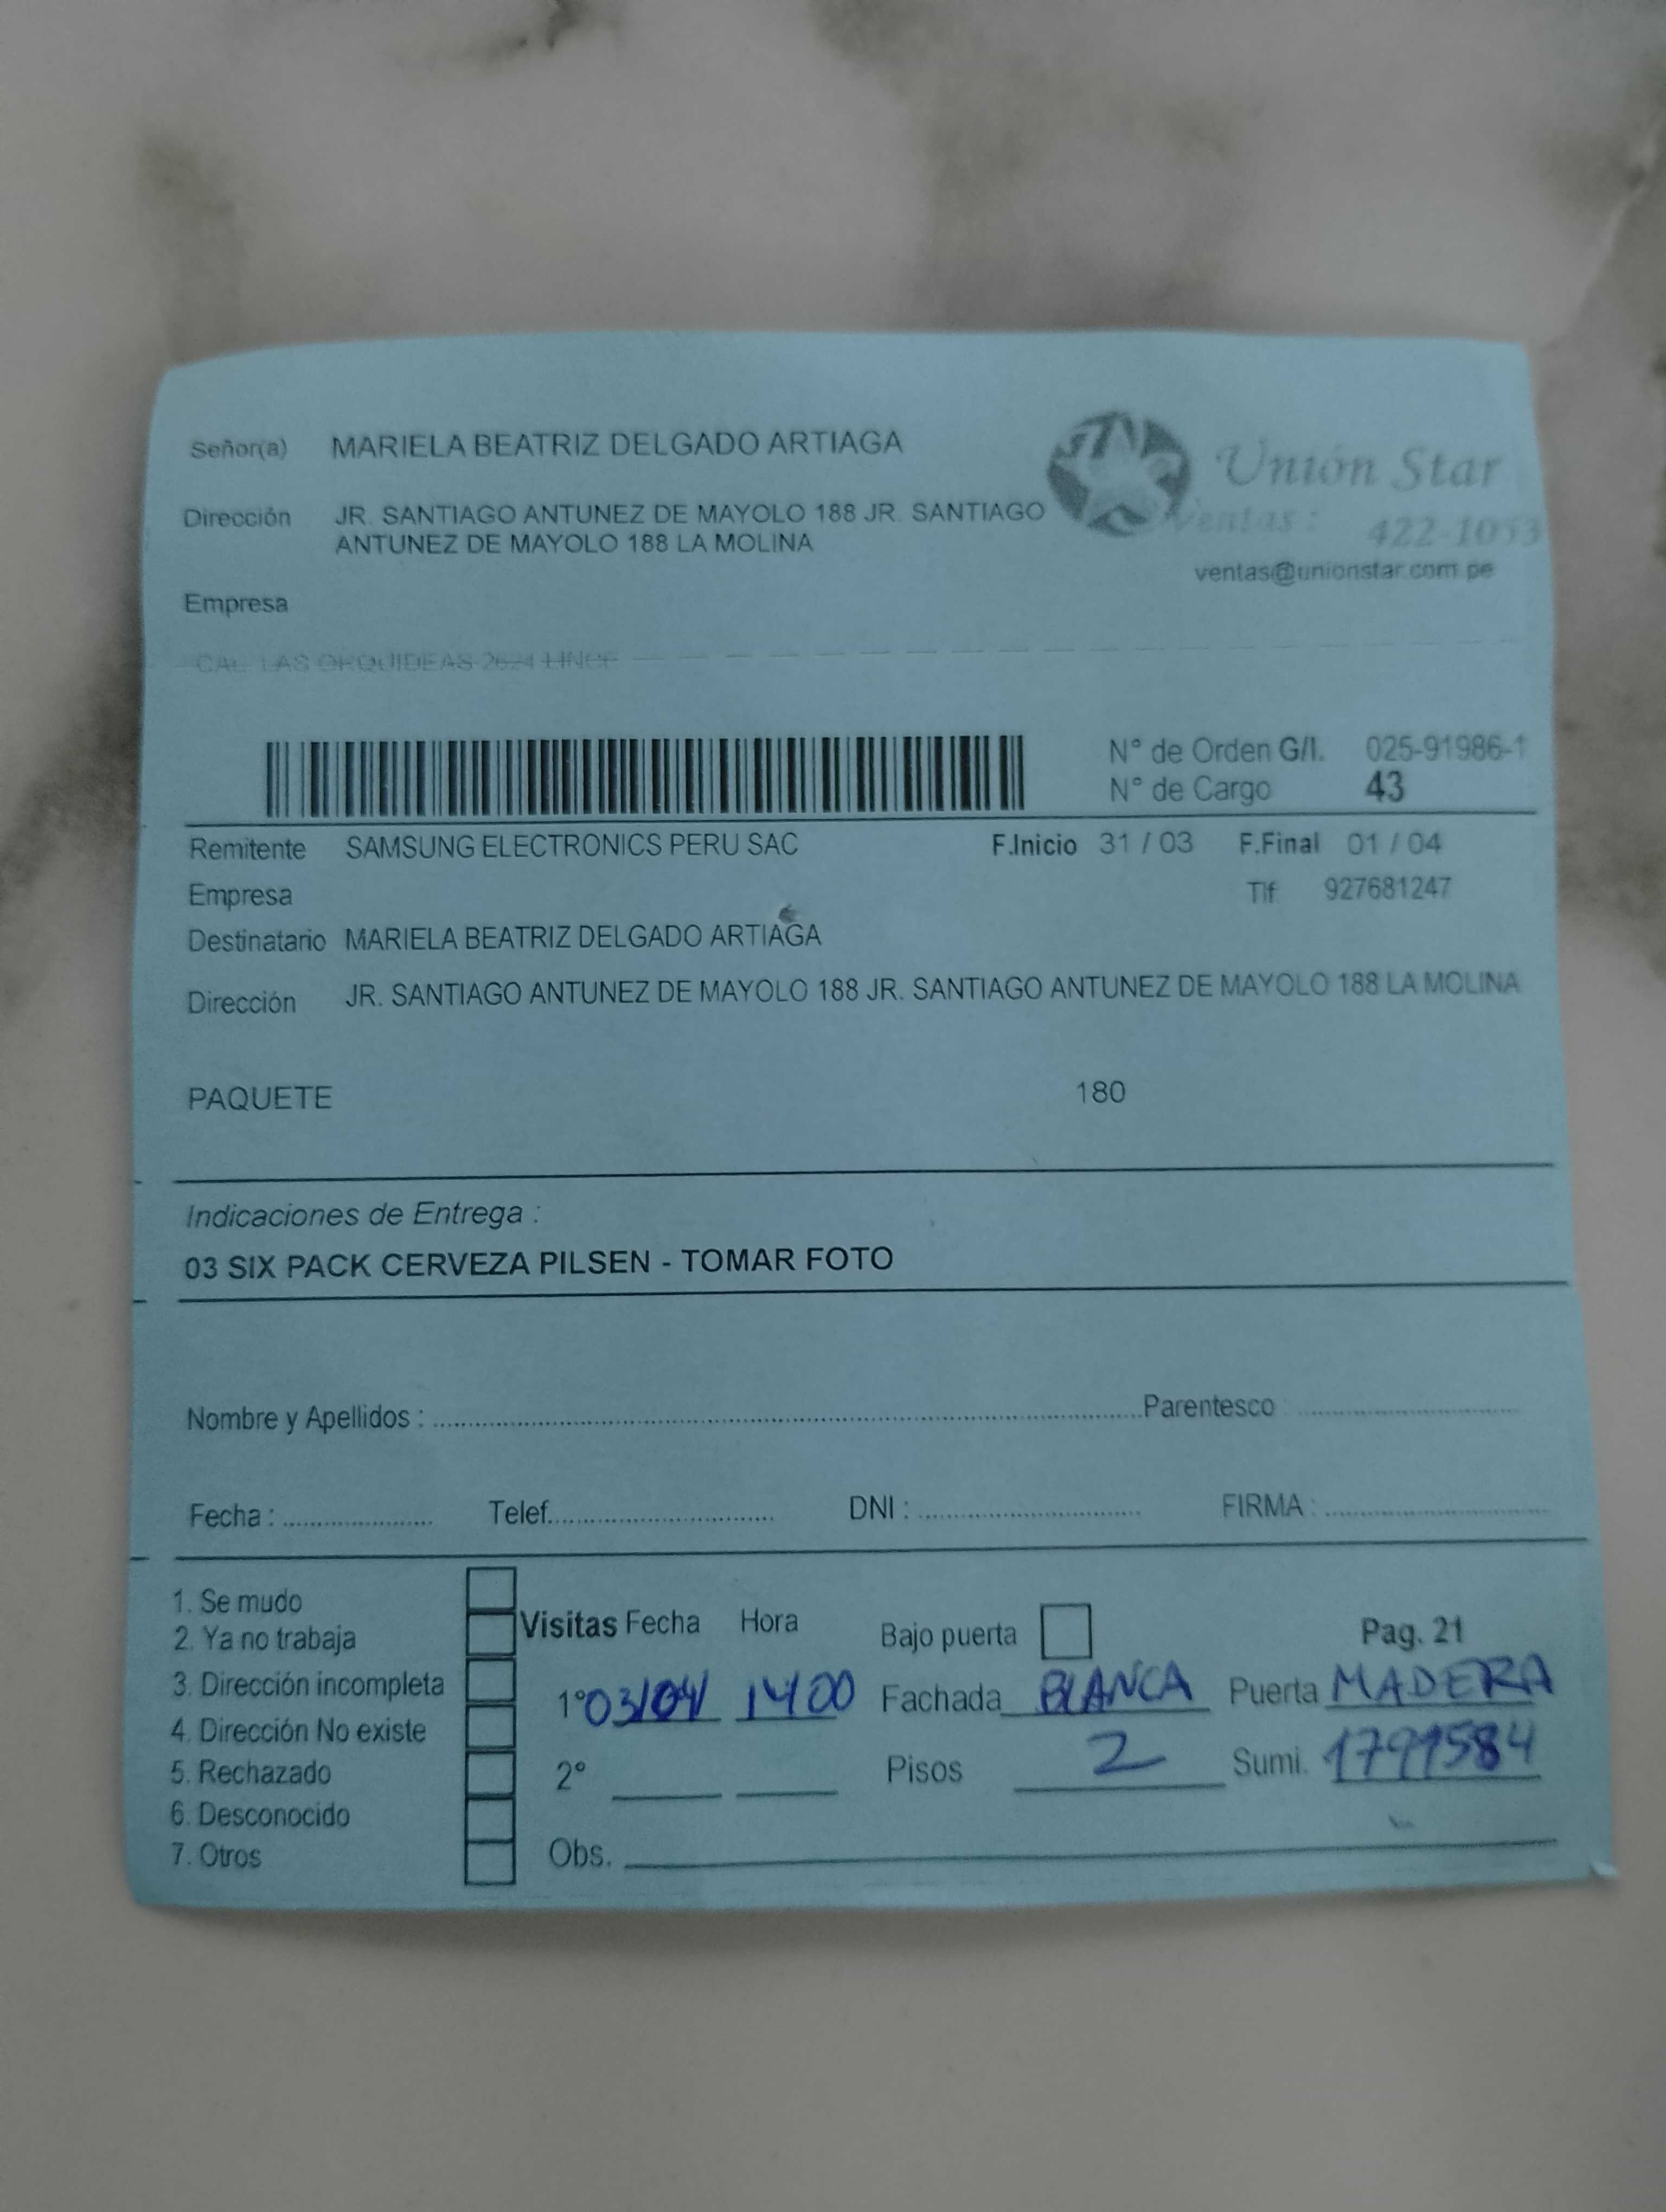 Señor(a) MARIELA BEATRIZ DELGADO ARTIAGA
Unión Star
Dirección JR. SANTIAGO ANTUNEZ DE MAYOLO 188 JR. SANTIAGO
ANTUNEZ DE MAYOLO 188 LA MOLINA
Ventas : 422-1053
ventas@unionstar.com.pe
Empresa
CAL. LAS ORQUIDEAS LINCE
N° de Orden G/I. 025-91986-1
N° de Cargo 43
Remitente SAMSUNG ELECTRONICS PERU SAC F.Inicio 31 / 03 F.Final 01 / 04
Empresa Tlf. 927681247
Destinatario MARIELA BEATRIZ DELGADO ARTIAGA
Dirección JR. SANTIAGO ANTUNEZ DE MAYOLO 188 JR. SANTIAGO ANTUNEZ DE MAYOLO 188 LA MOLINA
PAQUETE 180
Indicaciones de Entrega :
03 SIX PACK CERVEZA PILSEN - TOMAR FOTO
Nombre y Apellidos : Parentesco :
Fecha : Telef. DNI : FIRMA :
1. Se mudo
2. Ya no trabaja
3. Dirección incompleta
4. Dirección No existe
5. Rechazado
6. Desconocido
7. Otros
Visitas Fecha Hora Bajo puerta Pag. 21
1° 03/04 1400 Fachada BLANCA Puerta MADERA
2° Pisos 2 Sumi.
Obs.